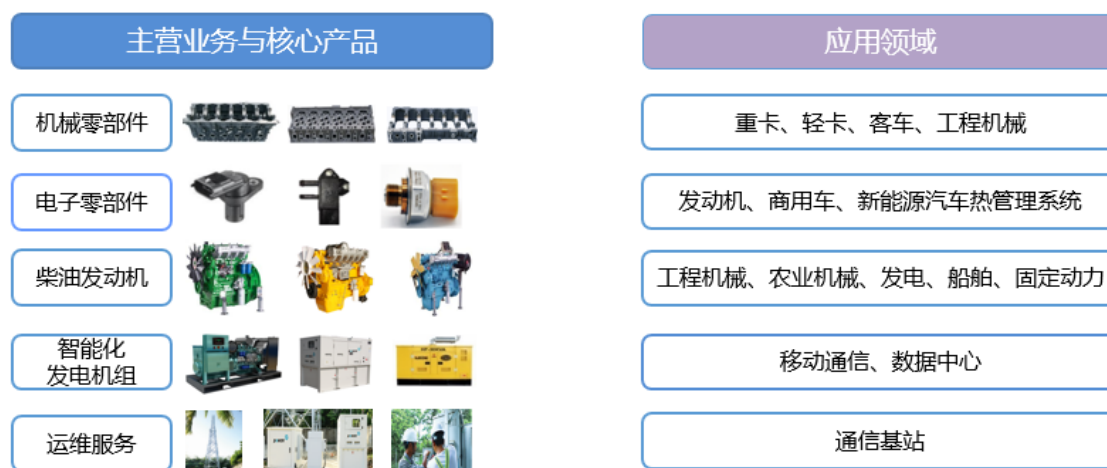 主营业务与核心产品
应用领域
机械零部件
重卡、轻卡、客车、工程机械
电子零部件
发动机、商用车、新能源汽车热管理系统
柴油发动机
工程机械、农业机械、发电、船舶、固定动力
智能化
发电机组
移动通信、数据中心
运维服务
通信基站